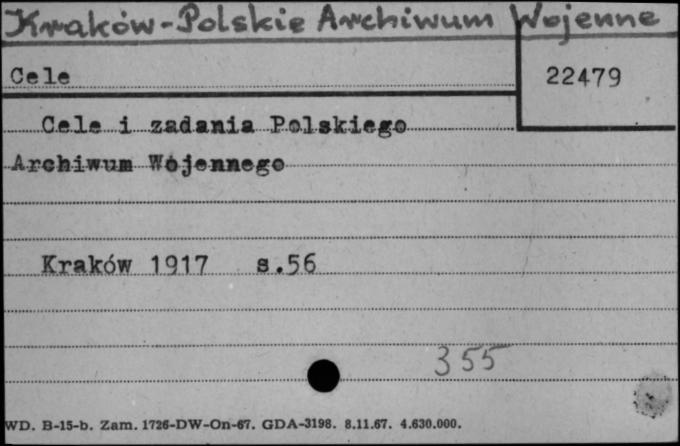 Kraków-Polskie Archiwum Wojenne
Cele
22479
Cele i zadania Polskiego
Archiwum Wojennego
Kraków 1917 s.56
355
WD. B-15-b. Zam. 1726-DW-On-67. GDA-3198. 8.11.67. 4.630.000.